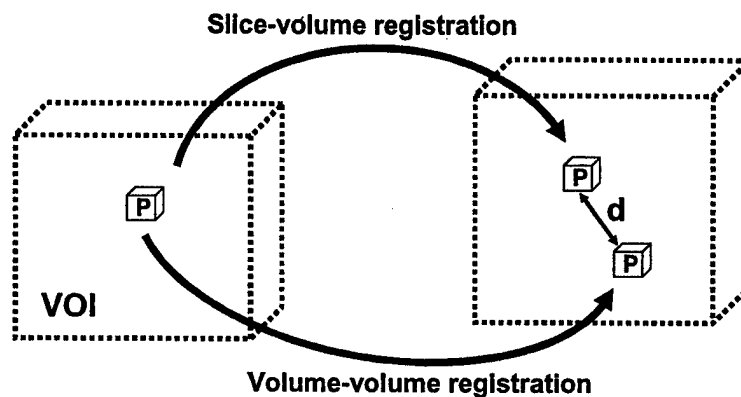 Slice-volume registration
P
P
d
P
VOI
Volume-volume registration